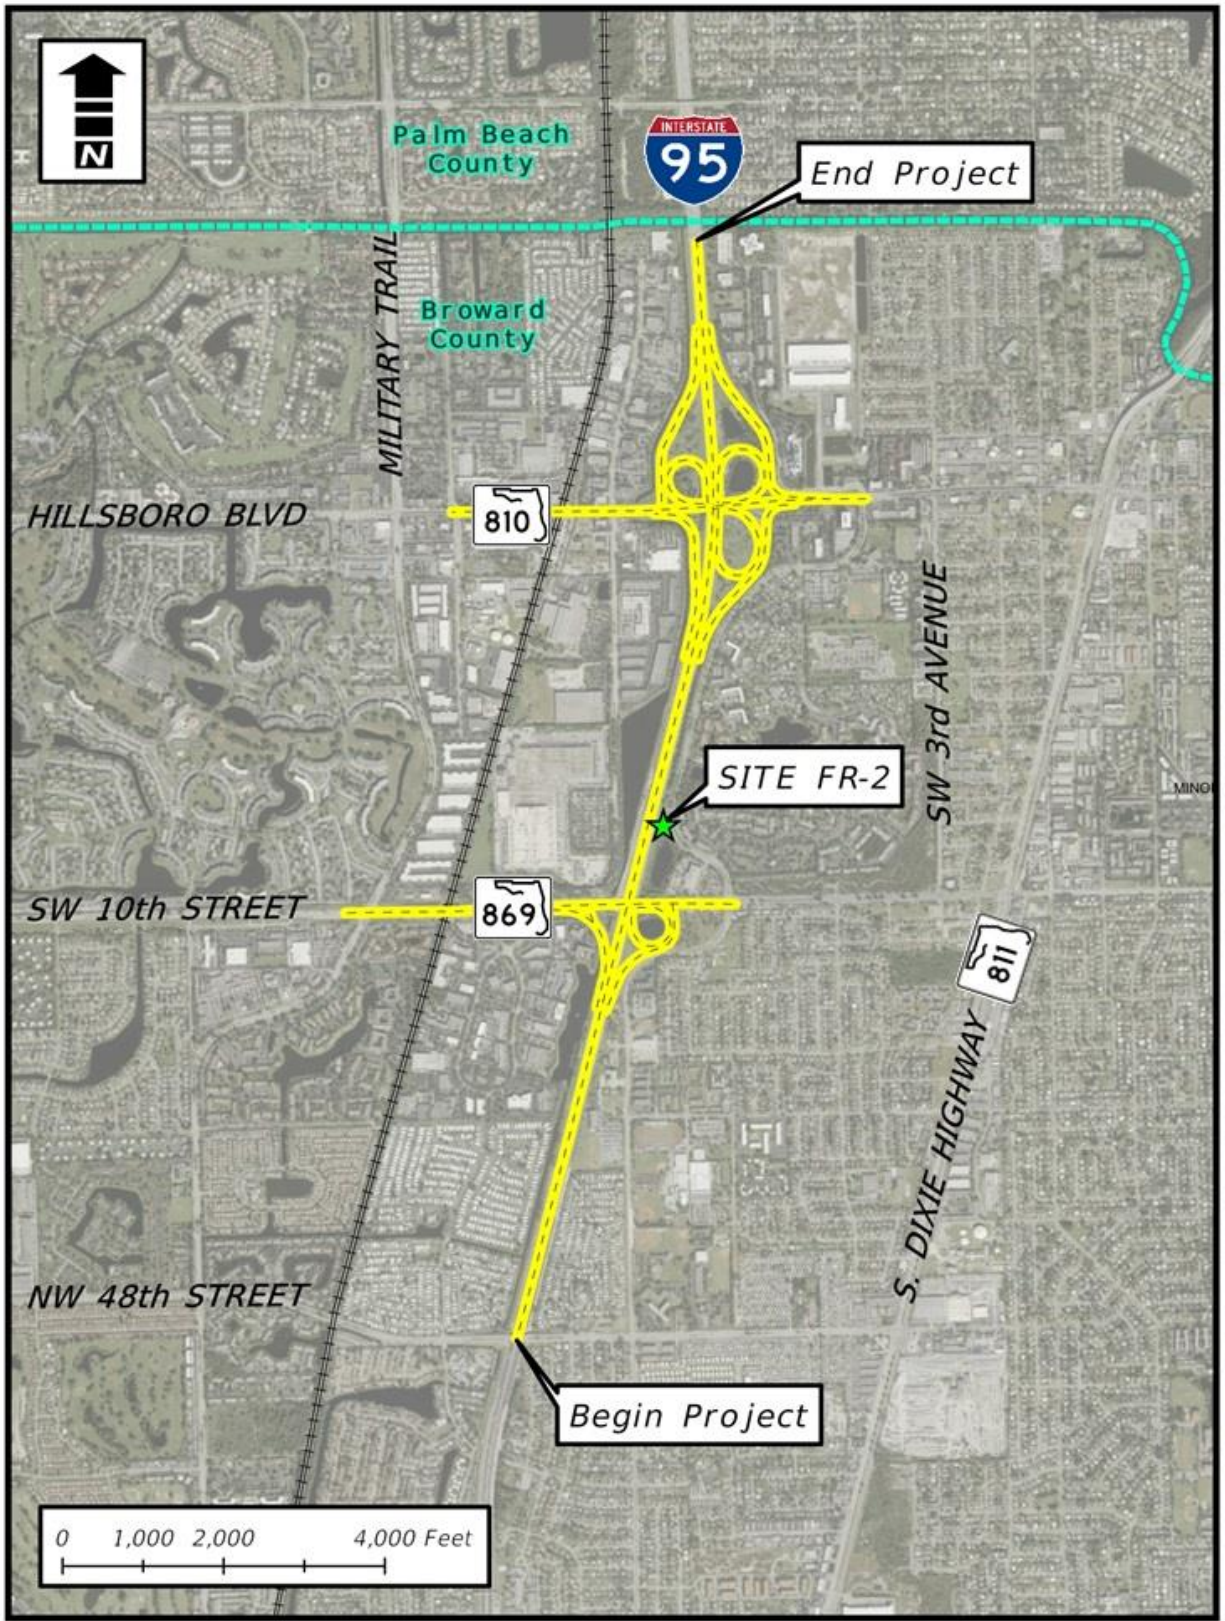 N
Palm Beach
County
INTERSTATE
95
End Project
MILITARY TRAIL
Broward
County
HILLSBORO BLVD
810
SW 3rd AVENUE
SITE FR-2
SW 10th STREET
869
811
S. DIXIE HIGHWAY
NW 48th STREET
Begin Project
0 1,000 2,000 4,000 Feet